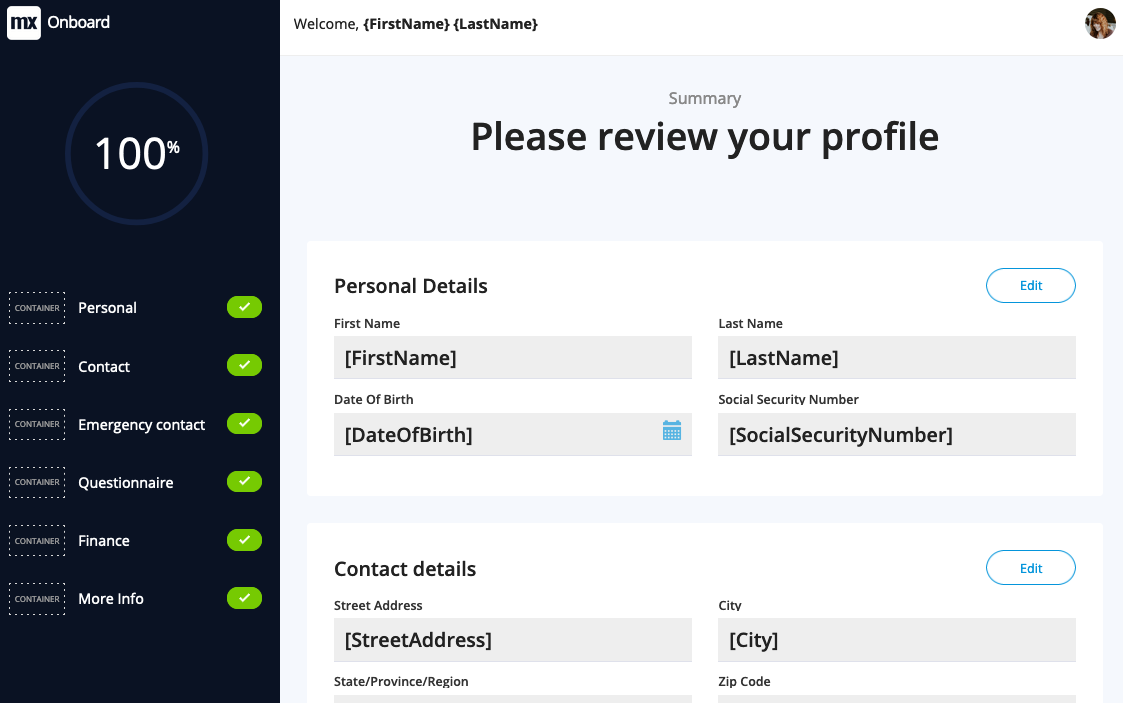 mx Onboard
Welcome, {FirstName} {LastName}
100%
CONTAINER Personal
CONTAINER Contact
CONTAINER Emergency contact
CONTAINER Questionnaire
CONTAINER Finance
CONTAINER More Info
Summary
Please review your profile
Personal Details Edit
First Name Last Name
[FirstName] [LastName]
Date Of Birth Social Security Number
[DateOfBirth] [SocialSecurityNumber]
Contact details Edit
Street Address City
[StreetAddress] [City]
State/Province/Region Zip Code